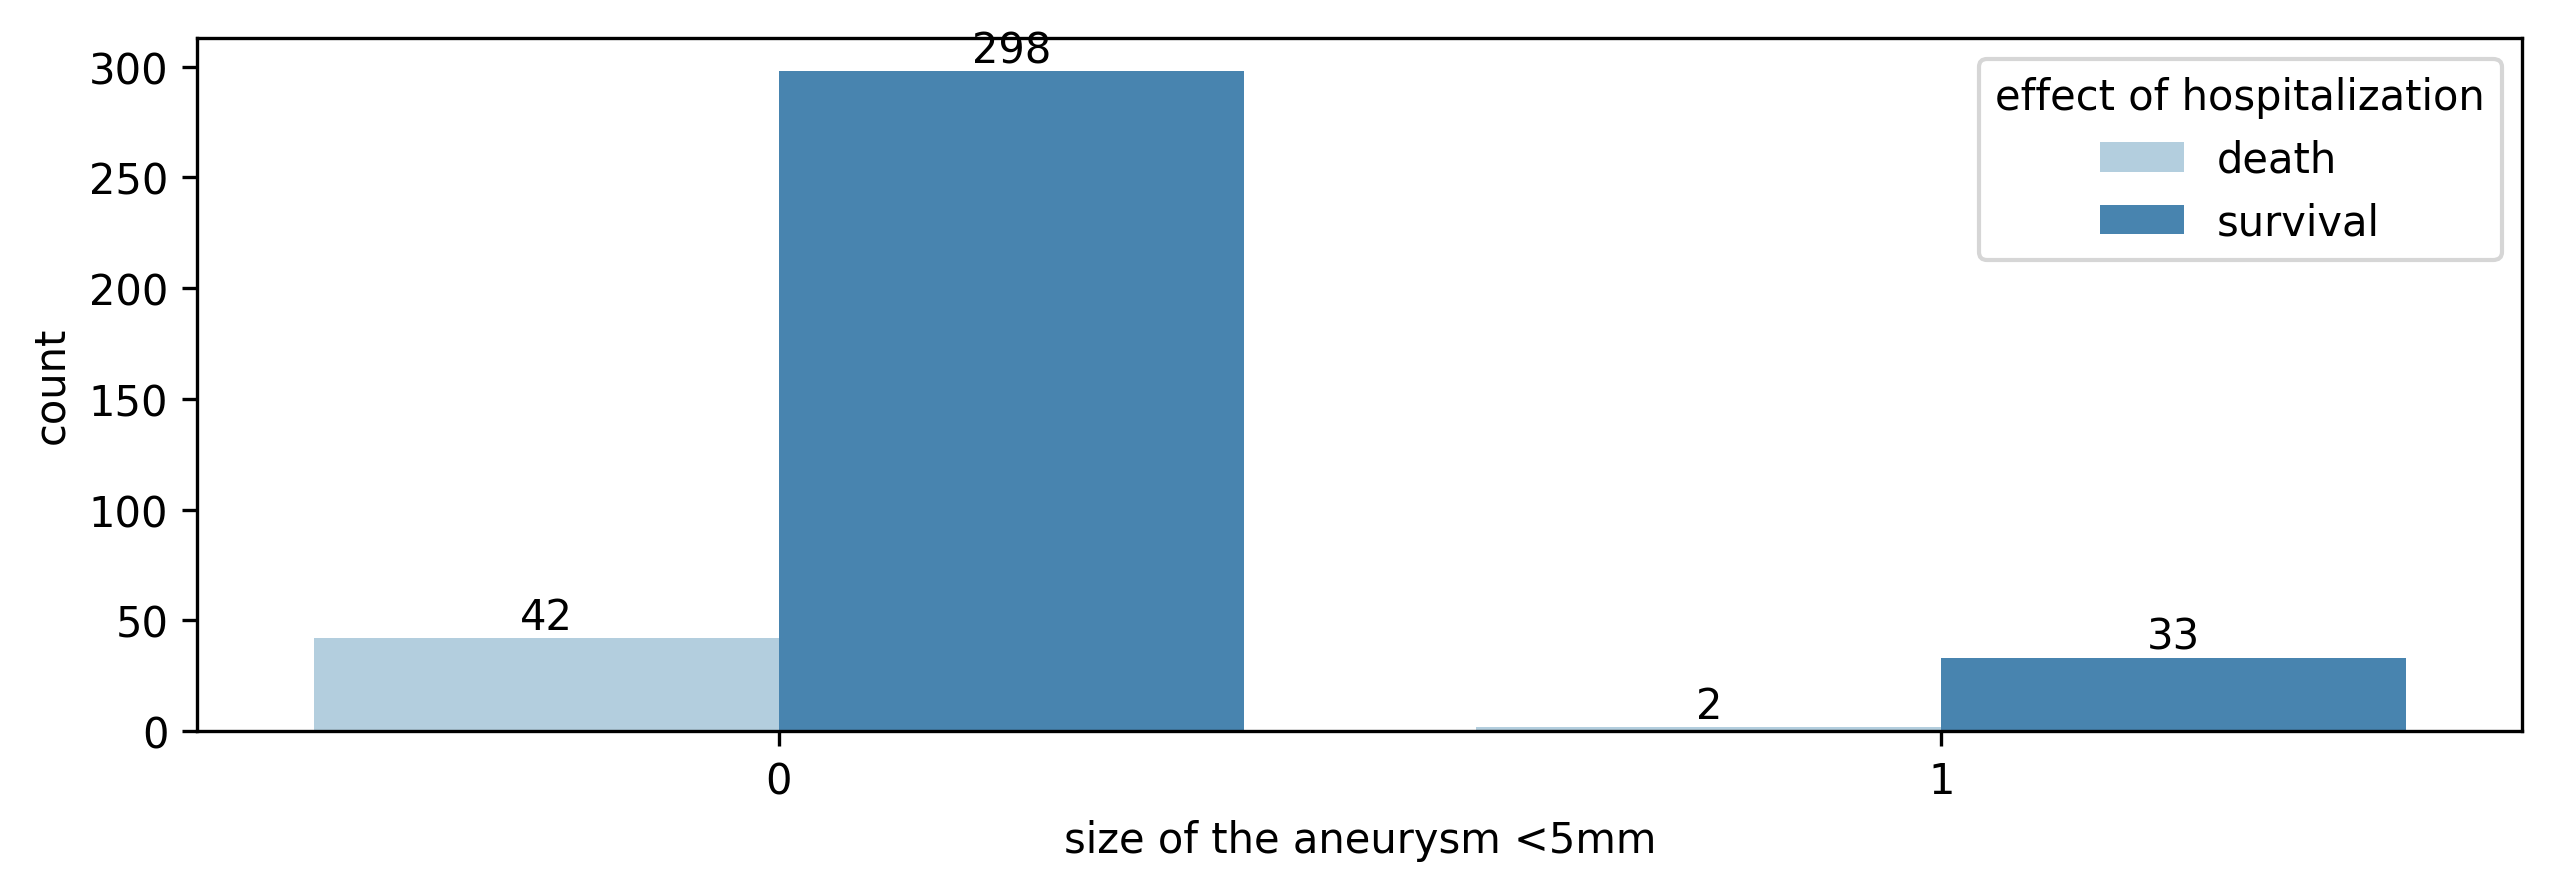 298
300
250
200
150
100
50
0
count
42
2
33
0
1
size of the aneurysm <5mm
effect of hospitalization
death
survival